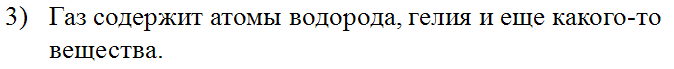 3) Газ содержит атомы водорода, гелия и еще какого-то
вещества.